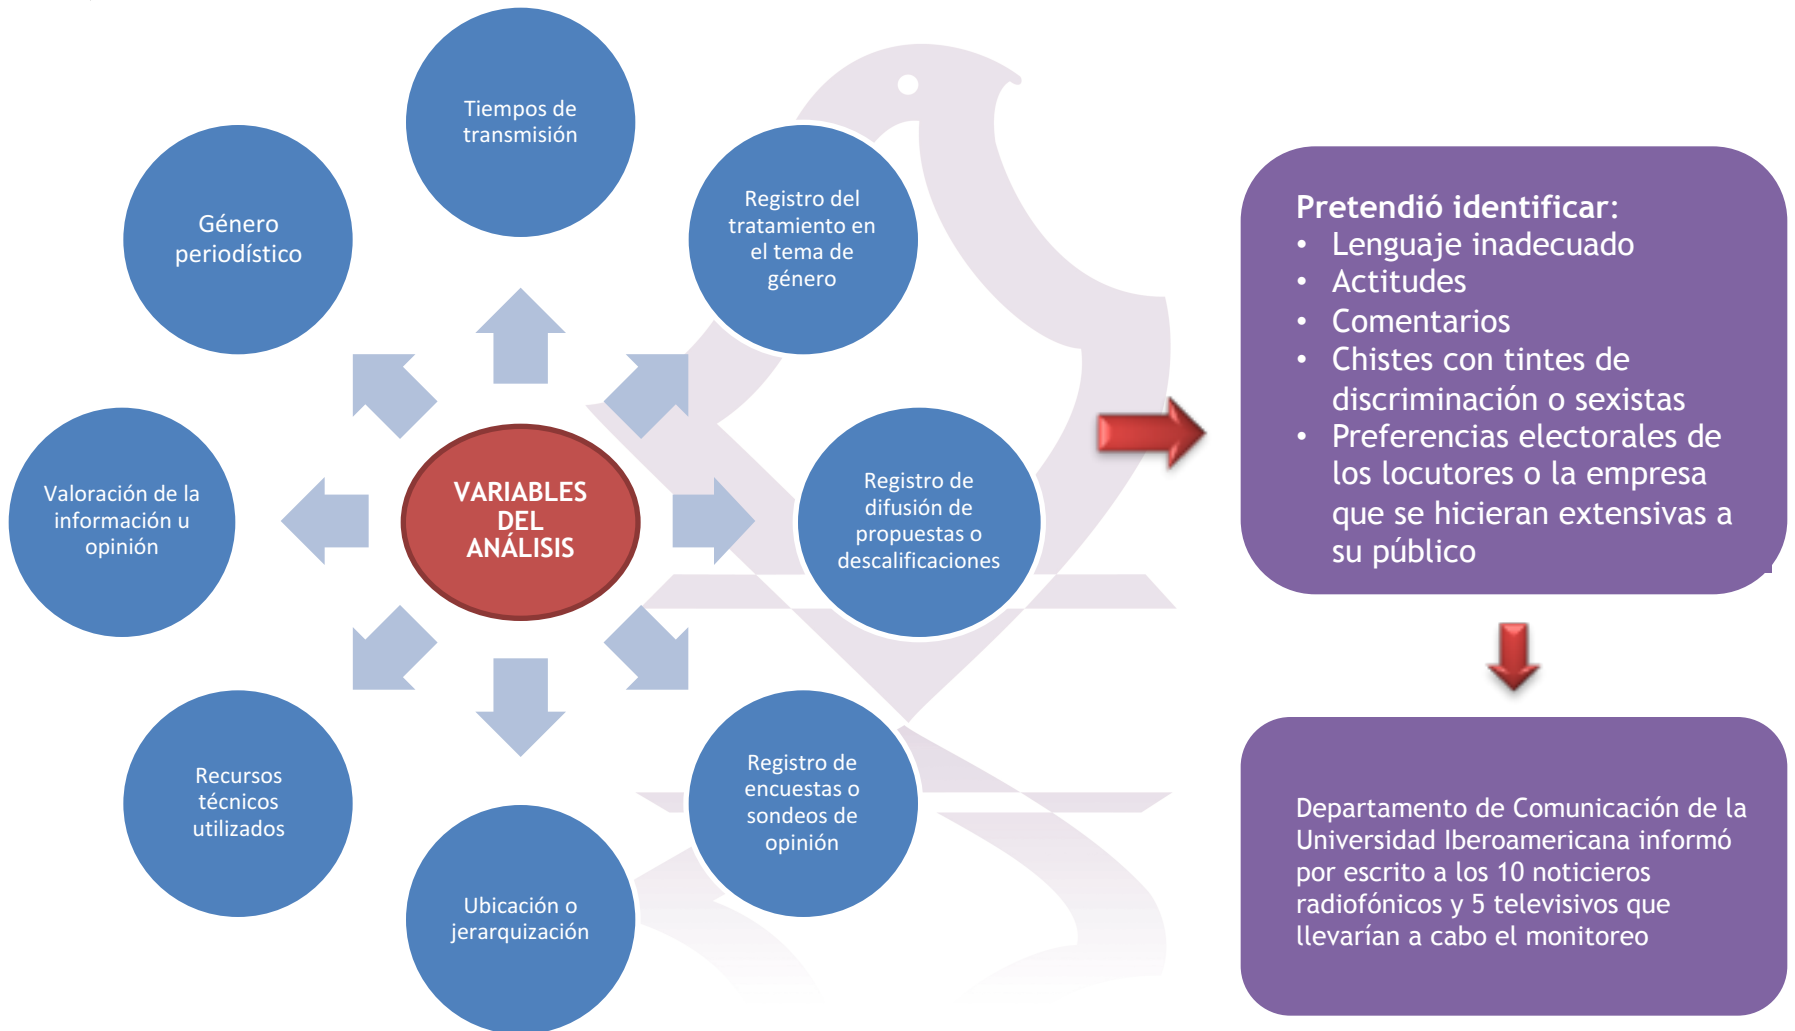 Tiempos de
transmisión
Registro del
tratamiento en
el tema de
género
Registro de
difusión de
propuestas o
descalificaciones
Registro de
encuestas o
sondeos de
opinión
Ubicación o
jerarquización
Recursos
técnicos
utilizados
Valoración de la
información u
opinión
Género
periodístico
VARIABLES
DEL
ANÁLISIS
Pretendió identificar:
• Lenguaje inadecuado
• Actitudes
• Comentarios
• Chistes con tintes de
discriminación o sexistas
• Preferencias electorales de
los locutores o la empresa
que se hicieran extensivas a
su público
Departamento de Comunicación de la
Universidad Iberoamericana informó
por escrito a los 10 noticieros
radiofónicos y 5 televisivos que
llevarían a cabo el monitoreo